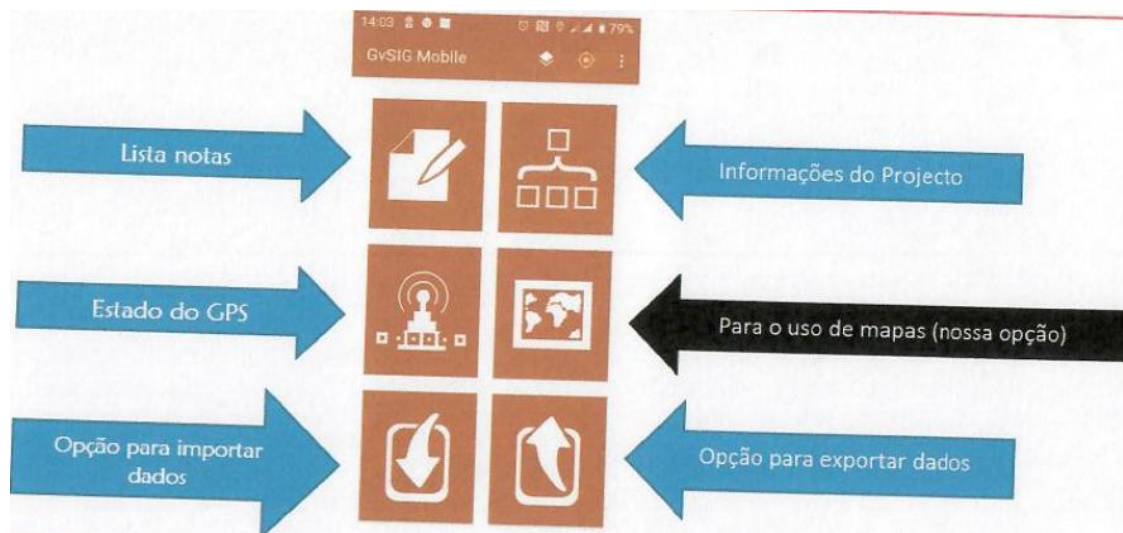 14:03
79%
GvSIG Mobile
Lista notas
Informações do Projecto
Estado do GPS
Para o uso de mapas (nossa opção)
Opção para importar
dados
Opção para exportar dados